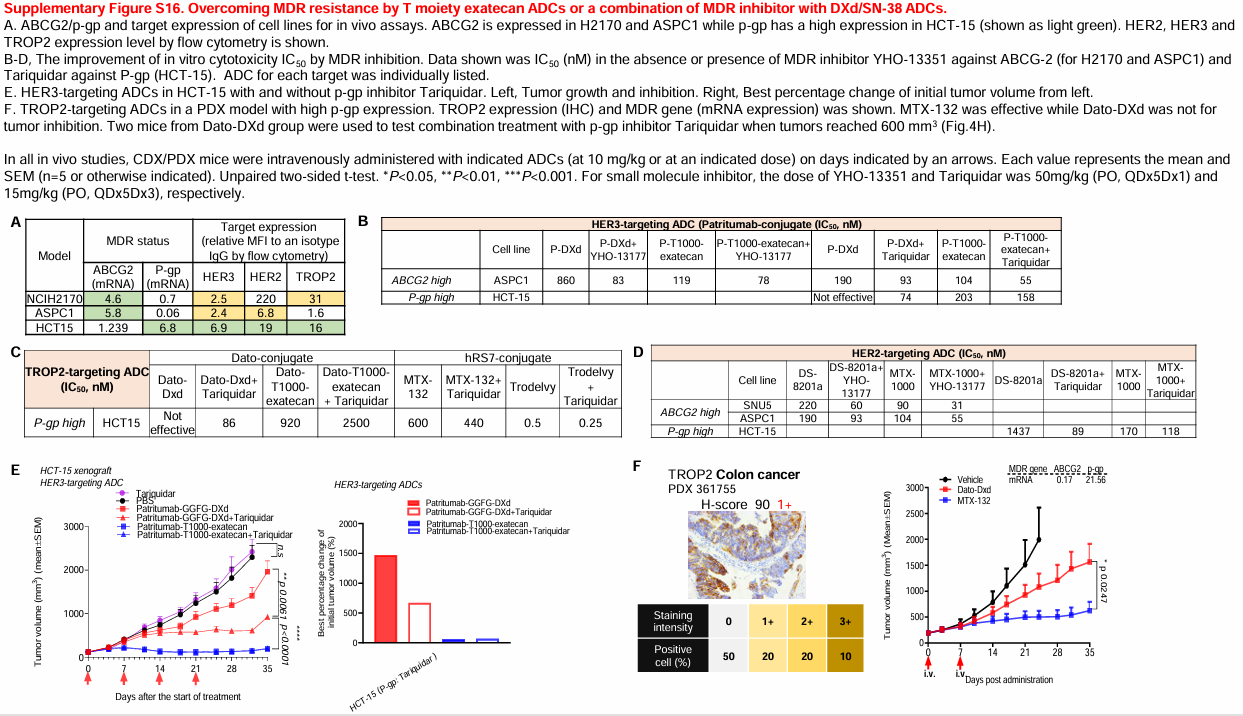 Supplementary Figure S16. Overcoming MDR resistance by T moiety exatecan ADCs or a combination of MDR inhibitor with DXd/SN-38 ADCs.
A. ABCG2/p-gp and target expression of cell lines for in vivo assays. ABCG2 is expressed in H2170 and ASPC1 while p-gp has a high expression in HCT-15 (shown as light green). HER2, HER3 and
TROP2 expression level by flow cytometry is shown.
B-D, The improvement of in vitro cytotoxicity IC50 by MDR inhibition. Data shown was IC50 (nM) in the absence or presence of MDR inhibitor YHO-13351 against ABCG-2 (for H2170 and ASPC1) and
Tariquidar against P-gp (HCT-15). ADC for each target was individually listed.
E. HER3-targeting ADCs in HCT-15 with and without p-gp inhibitor Tariquidar. Left, Tumor growth and inhibition. Right, Best percentage change of initial tumor volume from left.
F. TROP2-targeting ADCs in a PDX model with high p-gp expression. TROP2 expression (IHC) and MDR gene (mRNA expression) was shown. MTX-132 was effective while Dato-DXd was not for
tumor inhibition. Two mice from Dato-DXd group were used to test combination treatment with p-gp inhibitor Tariquidar when tumors reached 600 mm3 (Fig.4H).
In all in vivo studies, CDX/PDX mice were intravenously administered with indicated ADCs (at 10 mg/kg or at an indicated dose) on days indicated by an arrows. Each value represents the mean and
SEM (n=5 or otherwise indicated). Unpaired two-sided t-test. *P<0.05, **P<0.01, ***P<0.001. For small molecule inhibitor, the dose of YHO-13351 and Tariquidar was 50mg/kg (PO, QDx5Dx1) and
15mg/kg (PO, QDx5Dx3), respectively.
A
Model MDR status Target expression
(relative MFI to an isotype
IgG by flow cytometry)
ABCG2 (mRNA) P-gp (mRNA) HER3 HER2 TROP2
NCIH2170 4.6 0.7 2.5 220 31
ASPC1 5.8 0.06 2.4 6.8 1.6
HCT15 1.239 6.8 6.9 19 16
B
HER3-targeting ADC (Patritumab-conjugate (IC50, nM)
Cell line P-DXd P-DXd+ YHO-13177 P-T1000-exatecan P-T1000-exatecan+ YHO-13177 P-DXd P-DXd+ Tariquidar P-T1000-exatecan P-T1000-exatecan+ Tariquidar
ABCG2 high ASPC1 860 83 119 78 190 93 104 55
P-gp high HCT-15 Not effective 74 203 158
C
TROP2-targeting ADC (IC50, nM) Dato-conjugate hRS7-conjugate
Dato-Dxd Dato-Dxd+ Tariquidar Dato-T1000-exatecan Dato-T1000-exatecan + Tariquidar MTX-132 MTX-132+ Tariquidar Trodelvy Trodelvy + Tariquidar
P-gp high HCT15 Not effective 86 920 2500 600 440 0.5 0.25
D
HER2-targeting ADC (IC50, nM)
Cell line DS-8201a DS-8201a+ YHO-13177 MTX-1000 MTX-1000+ YHO-13177 DS-8201a DS-8201a+ Tariquidar MTX-1000 MTX-1000+ Tariquidar
ABCG2 high SNU5 220 60 90 31
ASPC1 190 93 104 55
P-gp high HCT-15 1437 89 170 118
E
HCT-15 xenograft
HER3-targeting ADC
Tariquidar
PBS
Patritumab-GGFG-DXd
Patritumab-GGFG-DXd+Tariquidar
Patritumab-T1000-exatecan
Patritumab-T1000-exatecan+Tariquidar
Tumor volume (mm3) (mean±SEM)
3000
2000
1000
0
0 7 14 21 28 35
Days after the start of treatment
n.s
** p 0.0061
**** p<0.0001
HER3-targeting ADCs
Patritumab-GGFG-DXd
Patritumab-GGFG-DXd+Tariquidar
Patritumab-T1000-exatecan
Patritumab-T1000-exatecan+Tariquidar
Best percentage change of
initial tumor volume (%)
2000
1500
1000
500
0
HCT-15 (P-gp: Tariquidar )
F
TROP2 Colon cancer
PDX 361755
H-score 90 1+
Staining intensity 0 1+ 2+ 3+
Positive cell (%) 50 20 20 10
MDR gene ABCG2 p-gp
mRNA 0.17 21.56
Vehicle
Dato-Dxd
MTX-132
Tumor volume (mm3) (Mean±SEM)
3000
2500
2000
1500
1000
500
0
0 7 14 21 28 35
i.v. i.v.
Days post administration
* p 0.0247